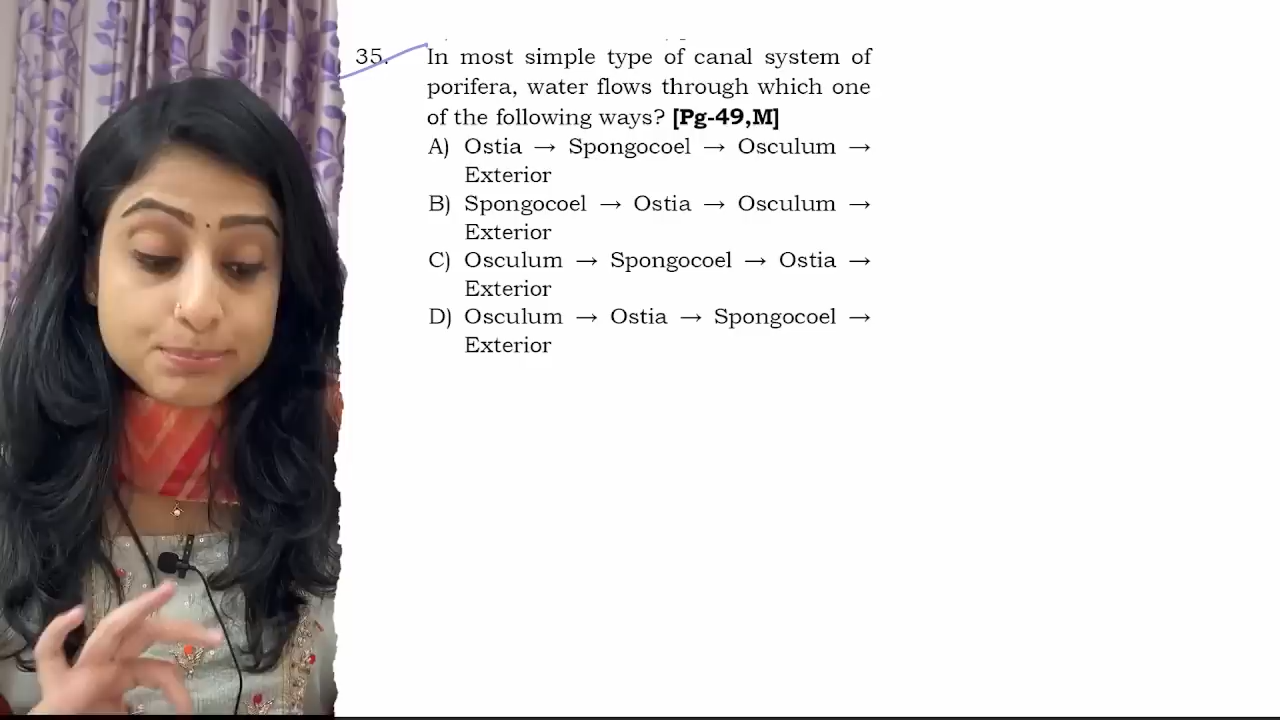 35. In most simple type of canal system of
porifera, water flows through which one
of the following ways? [Pg-49,M]
A) Ostia → Spongocoel → Osculum →
Exterior
B) Spongocoel → Ostia → Osculum →
Exterior
C) Osculum → Spongocoel → Ostia →
Exterior
D) Osculum → Ostia → Spongocoel →
Exterior